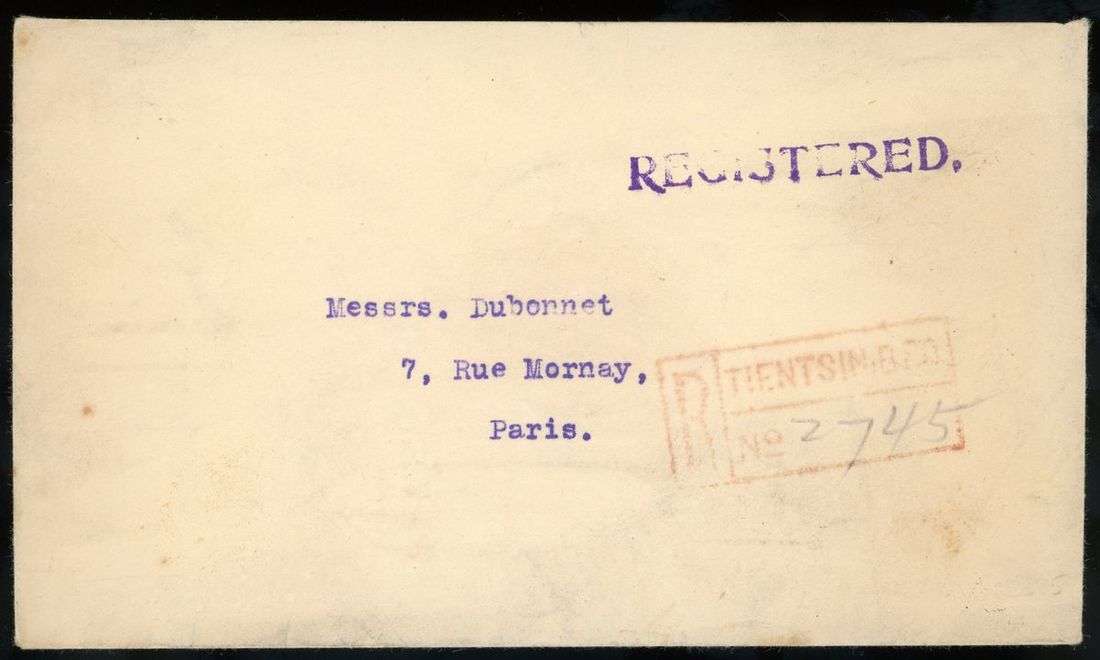 REGISTERED.
Messrs. Dubonnet
7, Rue Mornay,
Paris.
R TIENTSIN.B.P.O.
No 2745